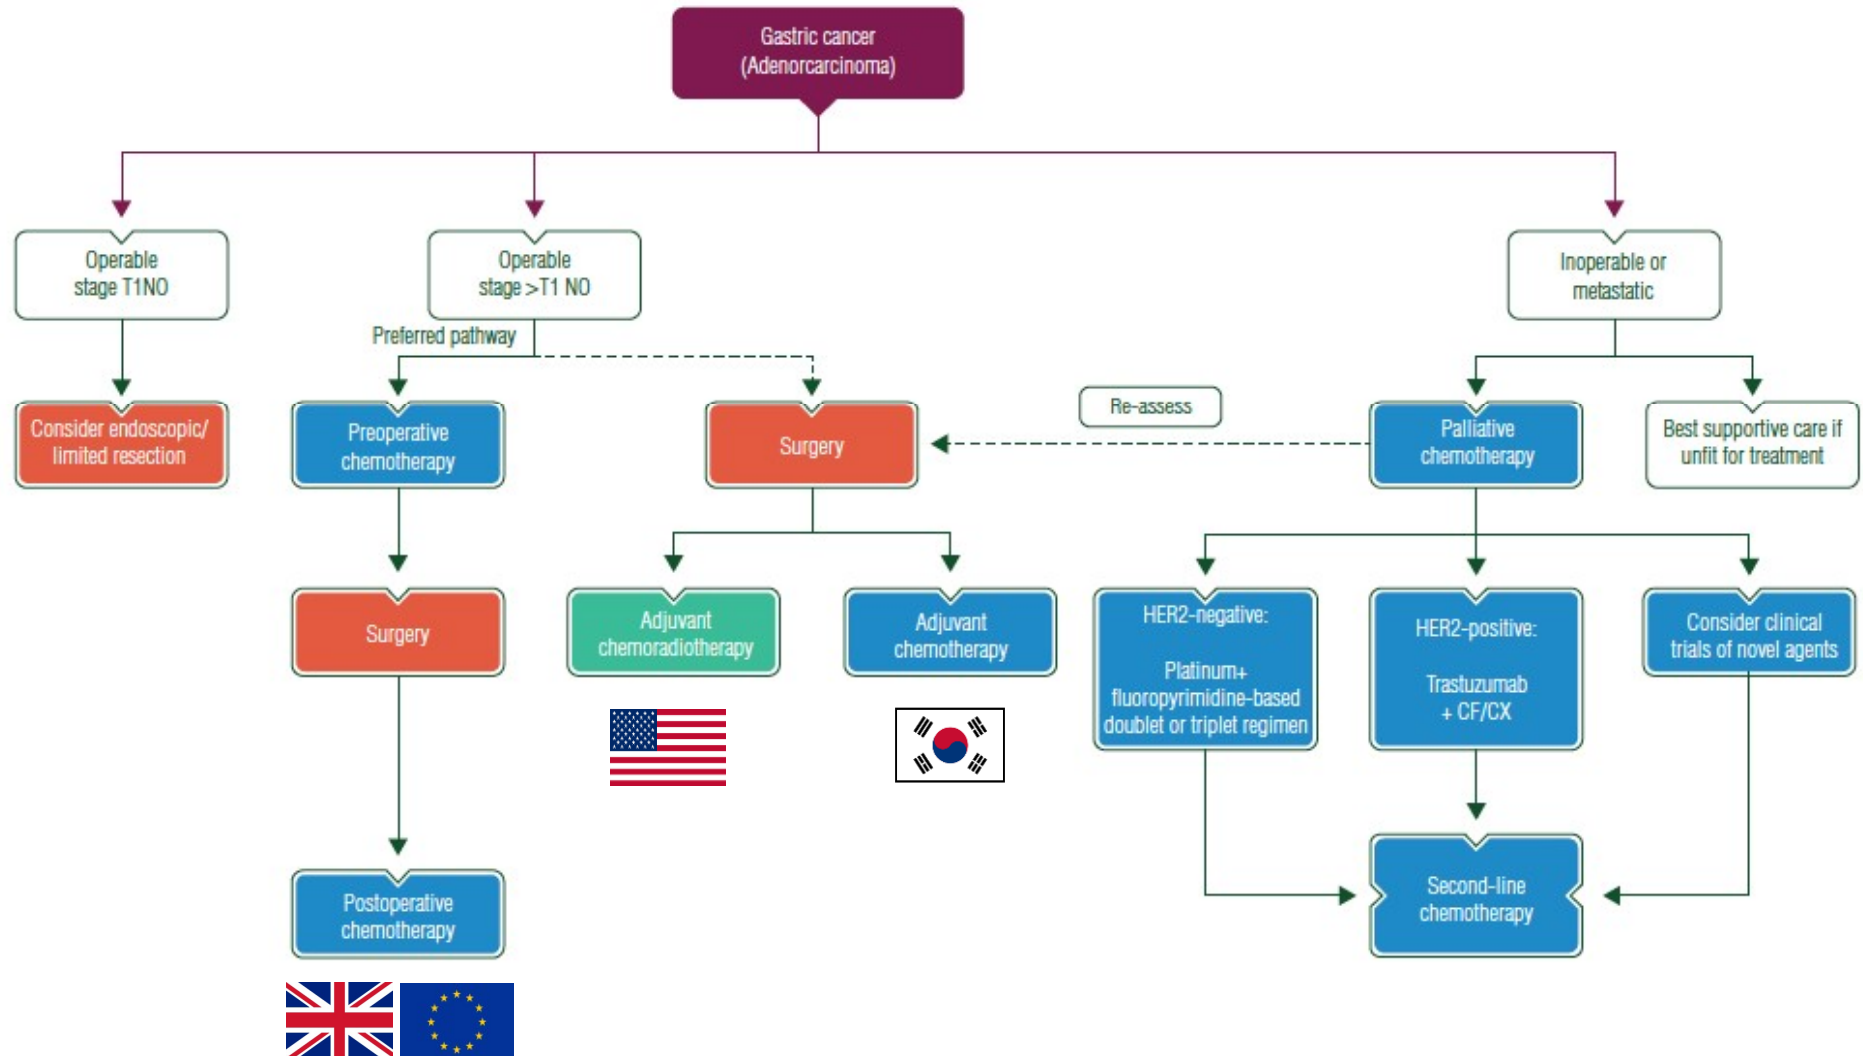 Gastric cancer
(Adenorcarcinoma)
Operable
stage T1NO
Operable
stage >T1 NO
Inoperable or
metastatic
Preferred pathway
Consider endoscopic/
limited resection
Preoperative
chemotherapy
Surgery
Re-assess
Palliative
chemotherapy
Best supportive care if
unfit for treatment
Surgery
Adjuvant
chemoradiotherapy
Adjuvant
chemotherapy
HER2-negative:
Platinum+
fluoropyrimidine-based
doublet or triplet regimen
HER2-positive:
Trastuzumab
+ CF/CX
Consider clinical
trials of novel agents
Postoperative
chemotherapy
Second-line
chemotherapy